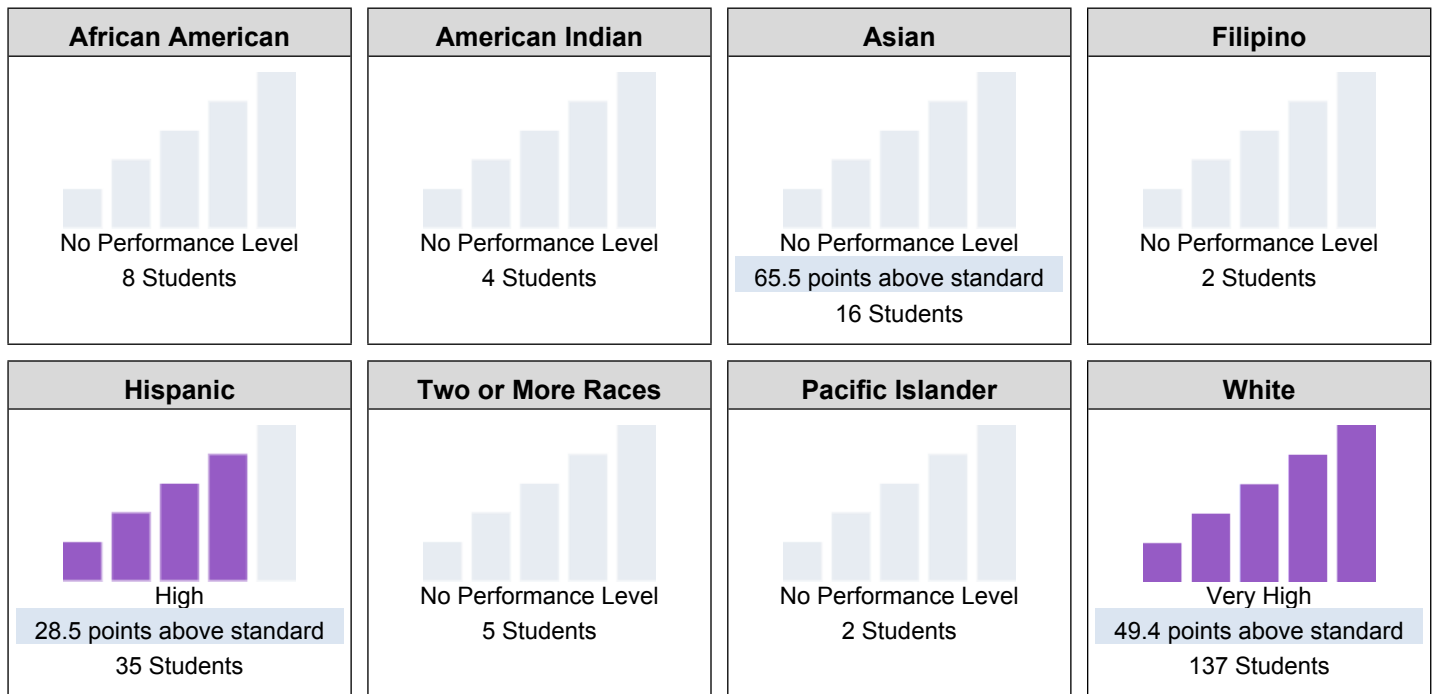 African American
No Performance Level
8 Students
American Indian
No Performance Level
4 Students
Asian
No Performance Level
65.5 points above standard
16 Students
Filipino
No Performance Level
2 Students
Hispanic
High
28.5 points above standard
35 Students
Two or More Races
No Performance Level
5 Students
Pacific Islander
No Performance Level
2 Students
White
Very High
49.4 points above standard
137 Students